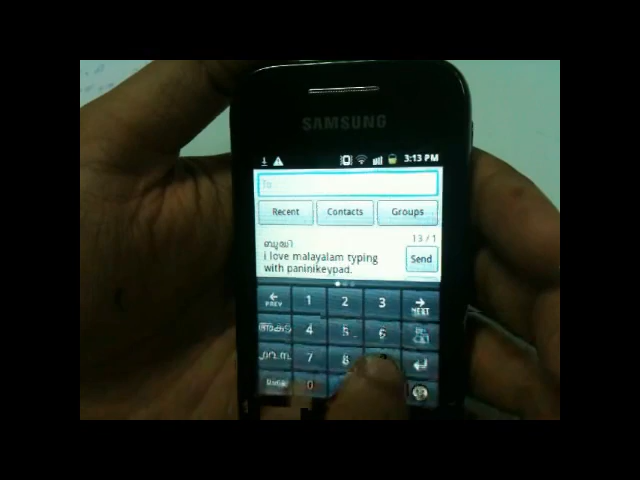 SAMSUNG
3:13 PM
To
Recent Contacts Groups
13 / 1
ബുദ്ധി
i love malayalam typing
with paninikeypad.
Send
PREV 1 2 3 NEXT
4 5 6
7 8
0